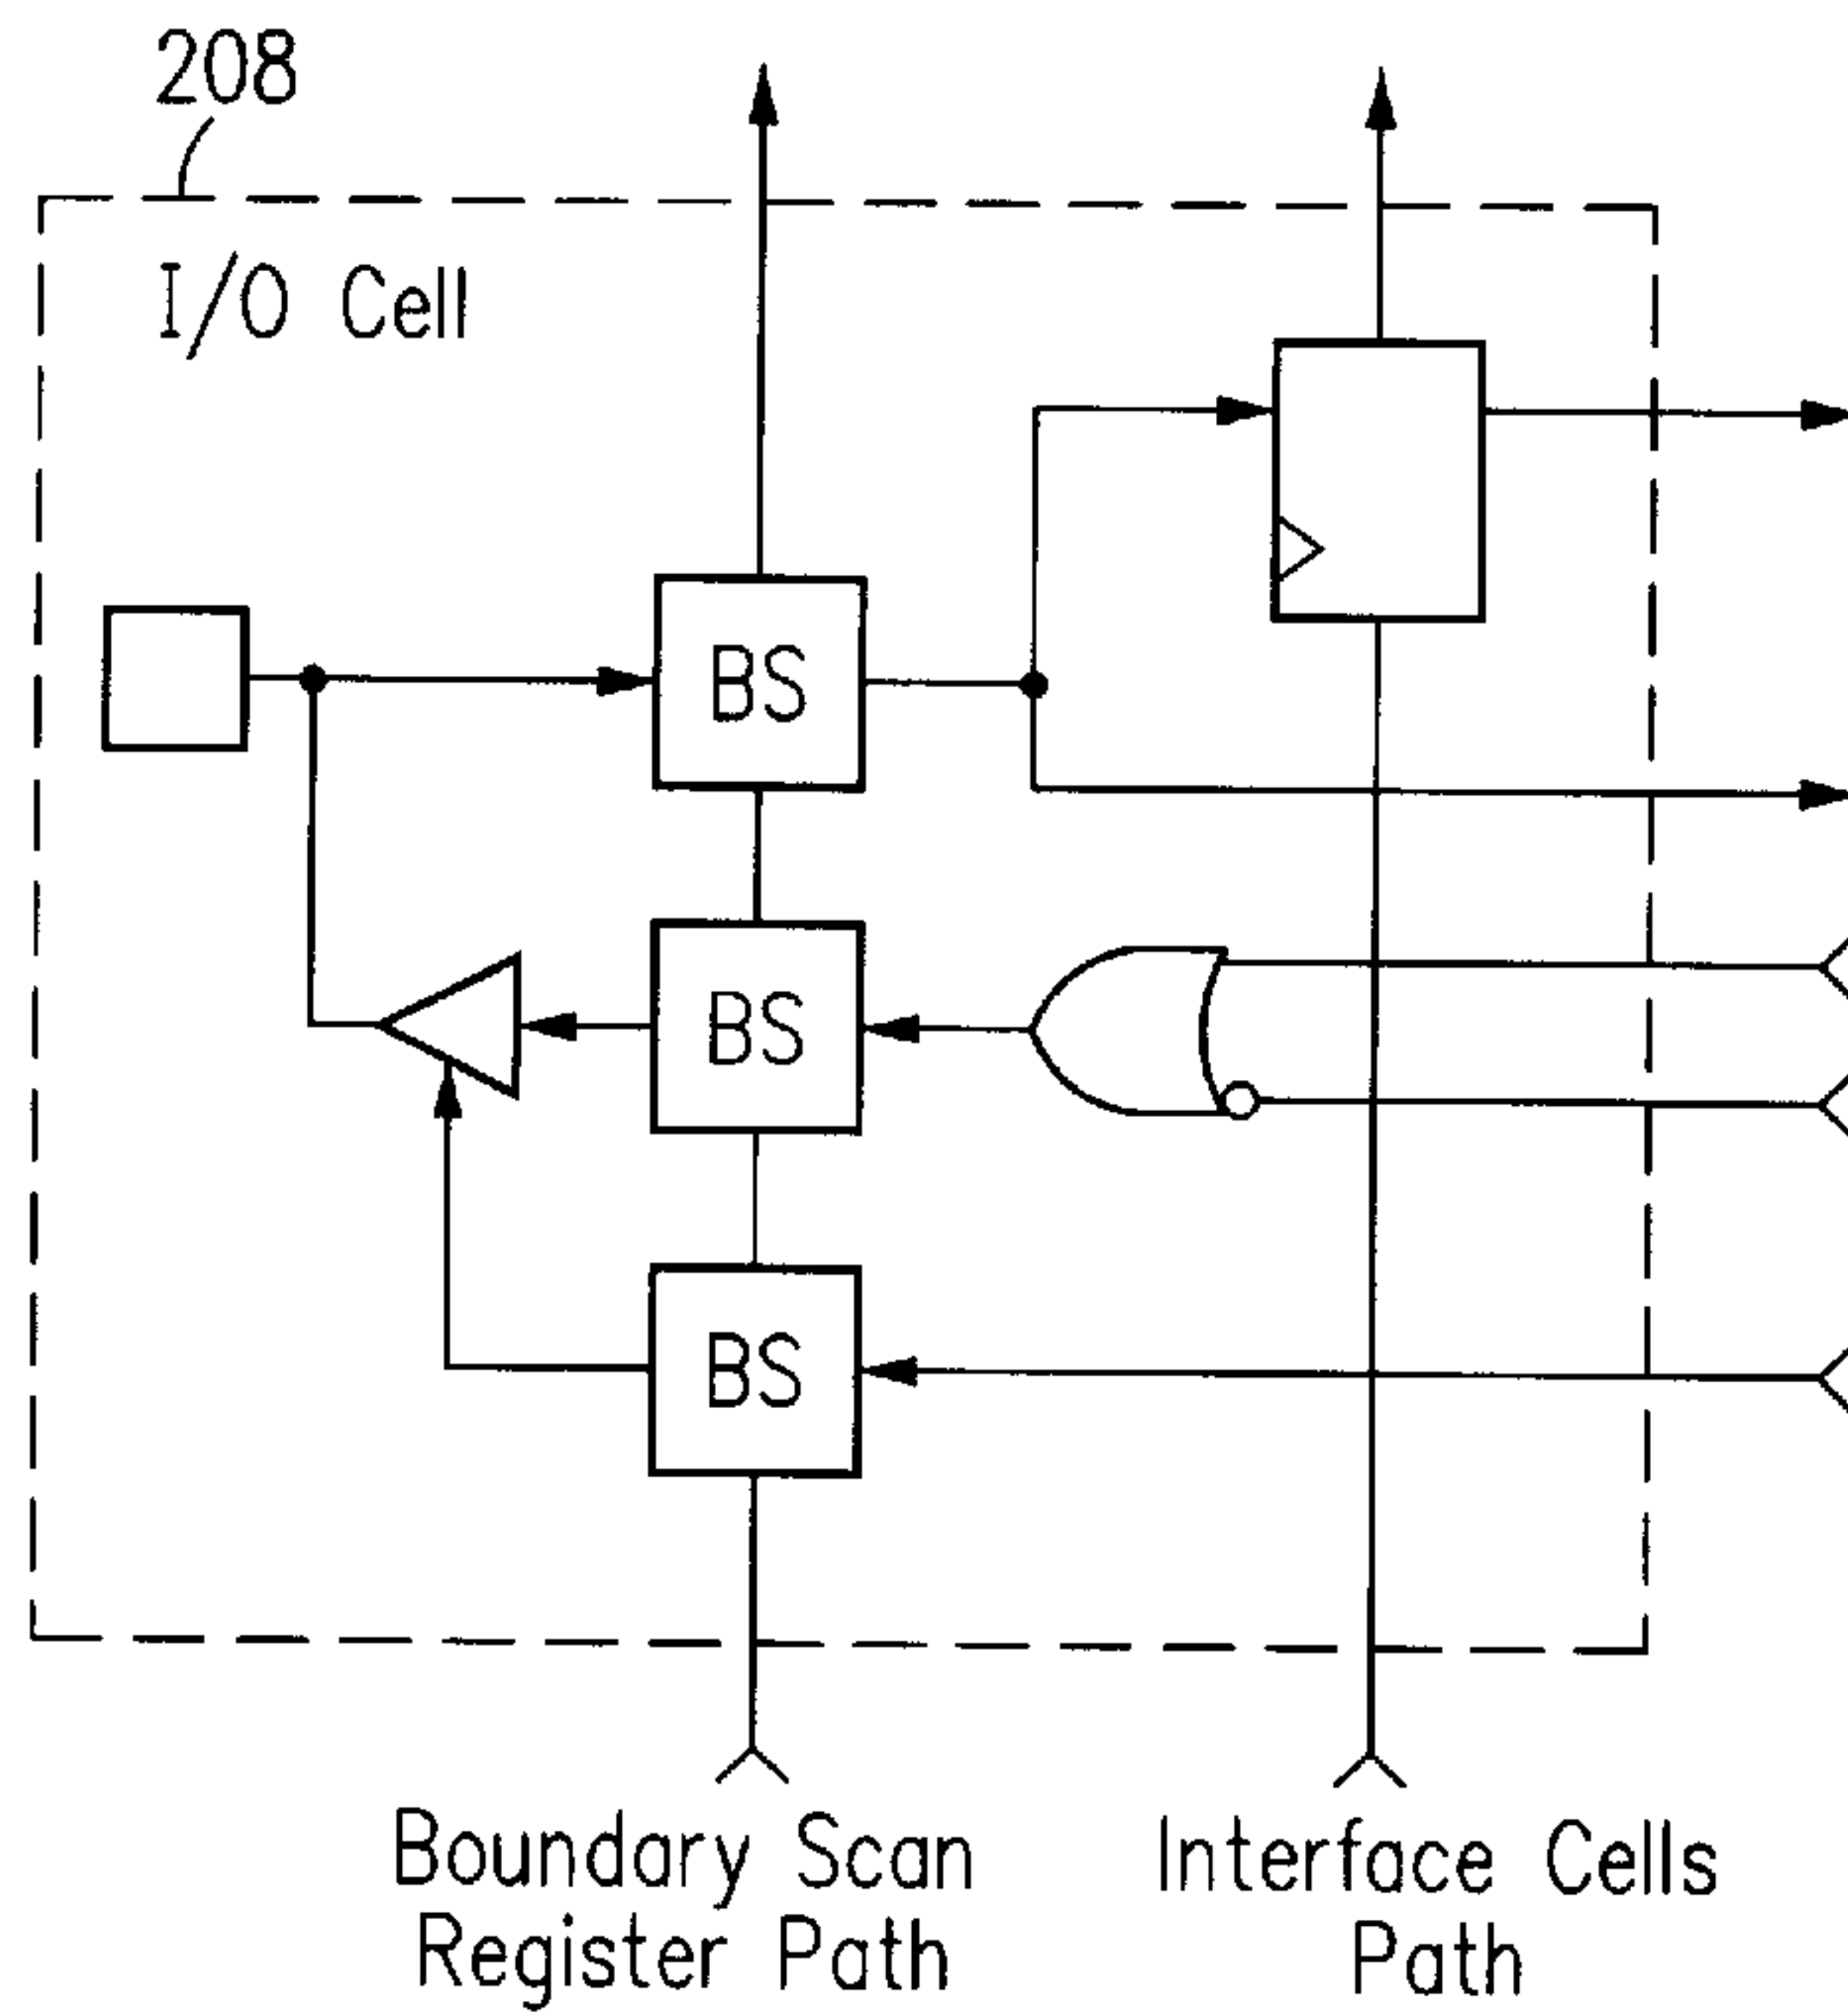 208
I/O Cell
BS
BS
BS
Boundary Scan
Register Path
Interface Cells
Path